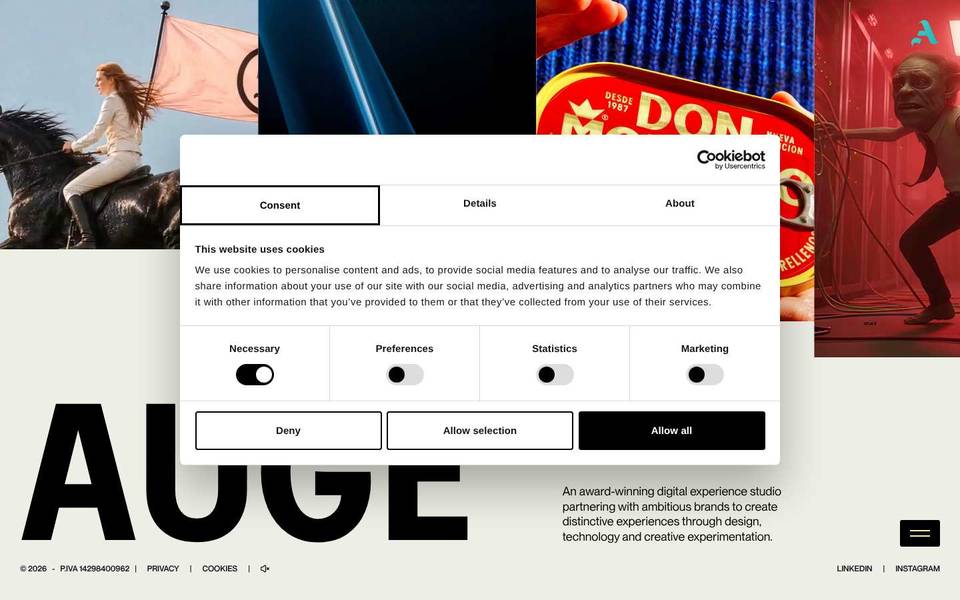 DESDE
1987
DON
NUEVA
Cookiebot
by Usercentrics
Consent
Details
About
This website uses cookies
We use cookies to personalise content and ads, to provide social media features and to analyse our traffic. We also
share information about your use of our site with our social media, advertising and analytics partners who may combine
it with other information that you've provided to them or that they've collected from your use of their services.
Necessary
Preferences
Statistics
Marketing
Deny
Allow selection
Allow all
AUGE
An award-winning digital experience studio
partnering with ambitious brands to create
distinctive experiences through design,
technology and creative experimentation.
© 2026 - P.IVA 14298400962 | PRIVACY | COOKIES |
LINKEDIN | INSTAGRAM